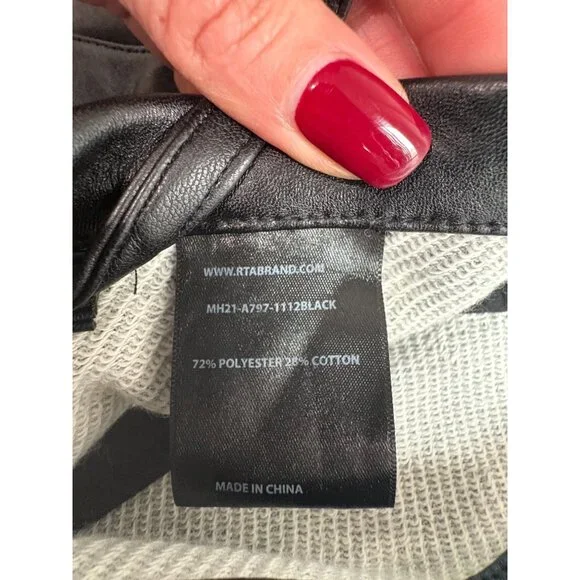 WWW.RTABRAND.COM
MH21-A797-1112BLACK
72% POLYESTER 28% COTTON
MADE IN CHINA